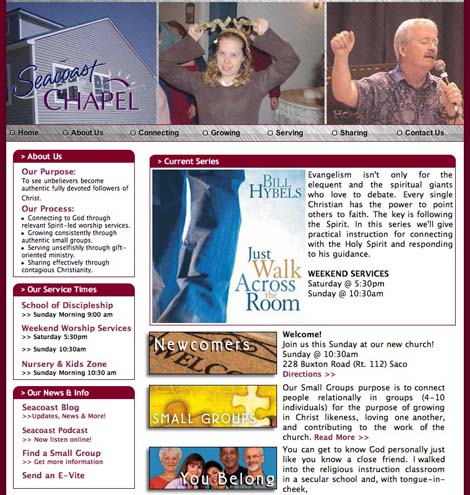 Seacoast
CHAPEL
Home About Us Connecting Growing Serving Sharing Contact Us
> About Us
Our Purpose:
To see unbelievers become
authentic fully devoted followers of
Christ.
Our Process:
• Connecting to God through
relevant Spirit-led worship services.
• Growing consistently through
authentic small groups.
• Serving unselfishly through gift-
oriented ministry.
• Sharing effectively through
contagious Christianity.
> Our Service Times
School of Discipleship
>> Sunday Morning 9:00 am
Weekend Worship Services
>> Saturday 5:30pm
>> Sunday 10:30am
Nursery & Kids Zone
>> Sunday Morning 10:30 am
> Our News & Info
Seacoast Blog
>>Updates, News & More!
Seacoast Podcast
>> Now listen online!
Find a Small Group
>> Get more information
Send an E-Vite
> Current Series
BILL
HYBELS
Just
Walk
Across
the
Room
Evangelism isn't only for the
elequent and the spiritual giants
who love to debate. Every single
Christian has the power to point
others to faith. The key is following
the Spirit. In this series we'll give
practical instruction for connecting
with the Holy Spirit and responding
to his guidance.
WEEKEND SERVICES
Saturday @ 5:30pm
Sunday @ 10:30am
Newcomers
WELCOME
Welcome!
Join us this Sunday at our new church!
Sunday @ 10:30am
228 Buxton Road (Rt. 112) Saco
Directions >>
SMALL GROUPS
Our Small Groups purpose is to connect
people relationally in groups (4-10
individuals) for the purpose of growing
in Christ likeness, loving one another,
and contributing to the work of the
church. Read More >>
You Belong
You can get to know God personally just
like you know a close friend. I walked
into the religious instruction classroom
in a secular school and, with tongue-in-
cheek,